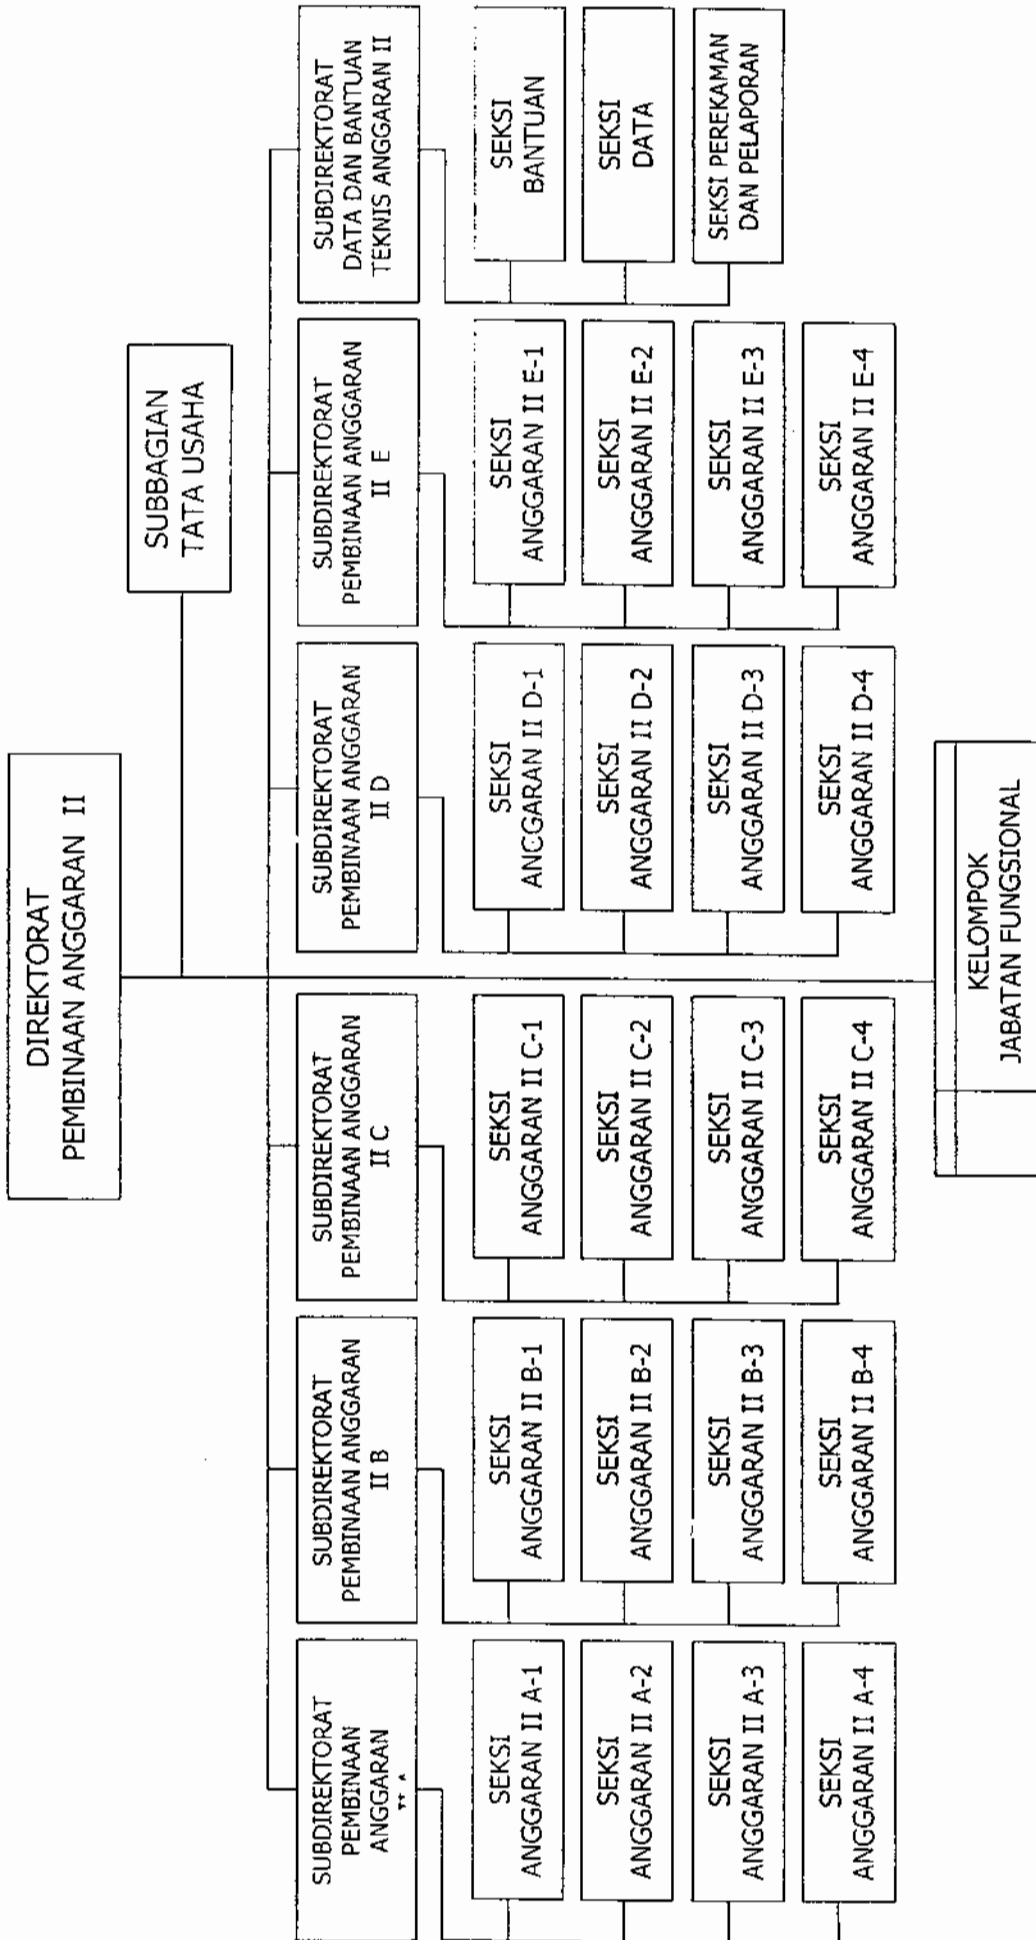 DIREKTORAT
PEMBINAAN ANGGARAN II
SUBBAGIAN
TATA USAHA
SUBDIREKTORAT
PEMBINAAN
ANGGARAN
SUBDIREKTORAT
PEMBINAAN ANGGARAN
II B
SUBDIREKTORAT
PEMBINAAN ANGGARAN
II C
SUBDIREKTORAT
PEMBINAAN ANGGARAN
II D
SUBDIREKTORAT
PEMBINAAN ANGGARAN
II E
SUBDIREKTORAT
DATA DAN BANTUAN
TEKNIS ANGGARAN II
SEKSI
ANGGARAN II A-1
SEKSI
ANGGARAN II B-1
SEKSI
ANGGARAN II C-1
SEKSI
ANCGARAN II D-1
SEKSI
ANGGARAN II E-1
SEKSI
BANTUAN
SEKSI
ANGGARAN II A-2
SEKSI
ANGGARAN II B-2
SEKSI
ANGGARAN II C-2
SEKSI
ANGGARAN II D-2
SEKSI
ANGGARAN II E-2
SEKSI
DATA
SEKSI
ANGGARAN II A-3
SEKSI
ANGGARAN II B-3
SEKSI
ANGGARAN II C-3
SEKSI
ANGGARAN II D-3
SEKSI
ANGGARAN II E-3
SEKSI PEREKAMAN
DAN PELAPORAN
SEKSI
ANGGARAN II A-4
SEKSI
ANGGARAN II B-4
SEKSI
ANGGARAN II C-4
SEKSI
ANGGARAN II D-4
SEKSI
ANGGARAN II E-4
KELOMPOK
JABATAN FUNGSIONAL